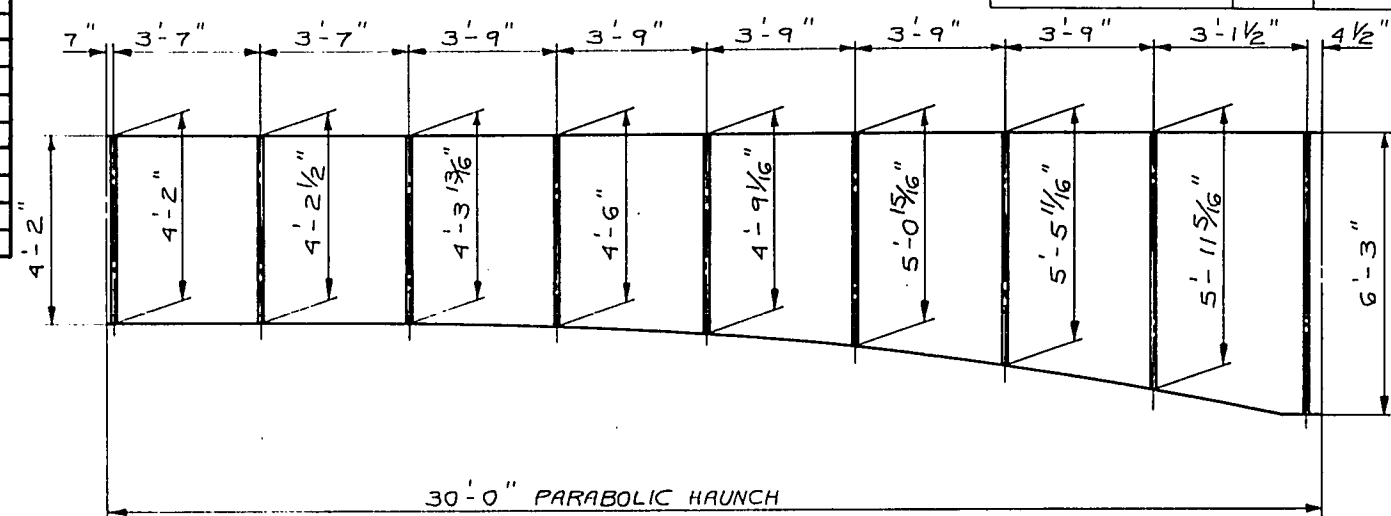 7" 3'-7" 3'-7" 3'-9" 3'-9" 3'-9" 3'-9" 3'-9" 3'-1½" 4½"
4'-2" 4'-2" 4'-2½" 4'-3 13/16" 4'-6" 4'-9 1/16" 5'-0 15/16" 5'-5 11/16" 5'-11 5/16" 6'-3"
30'-0" PARABOLIC HAUNCH